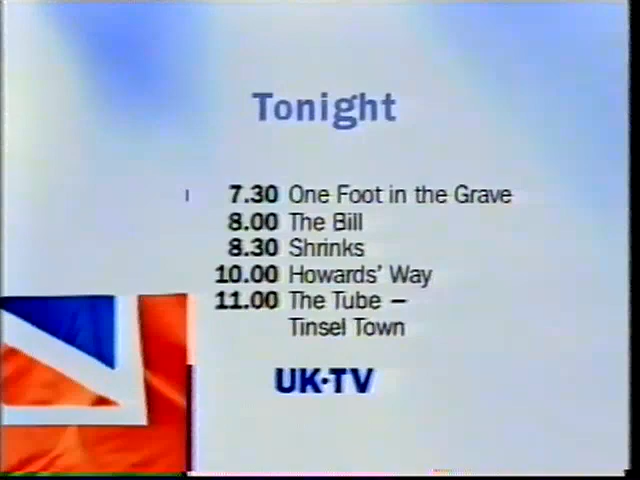 Tonight
7.30 One Foot in the Grave
8.00 The Bill
8.30 Shrinks
10.00 Howards' Way
11.00 The Tube –
Tinsel Town
UK•TV